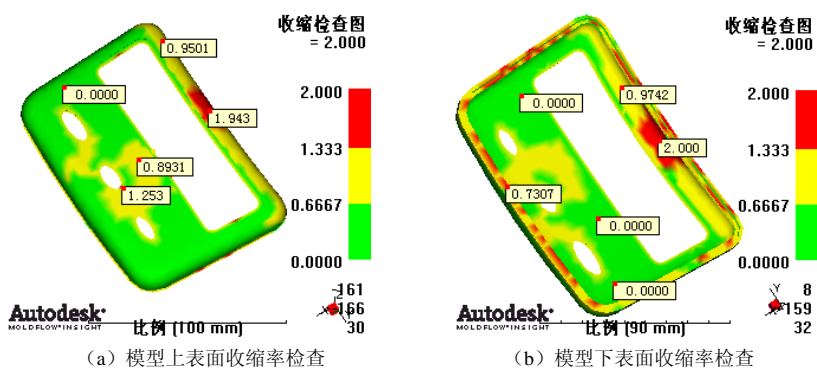 收缩检查图
= 2.000
2.000
1.333
0.6667
0.0000
0.9501
0.0000
1.943
0.8931
1.253
-161
-166
30
Autodesk
MOLDFLOW INSIGHT
比例 (100 mm)
(a) 模型上表面收缩率检查
收缩检查图
= 2.000
2.000
1.333
0.6667
0.0000
0.9742
0.0000
2.000
0.7307
0.0000
0.0000
Y
8
159
32
Autodesk
MOLDFLOW INSIGHT
比例 (90 mm)
(b) 模型下表面收缩率检查